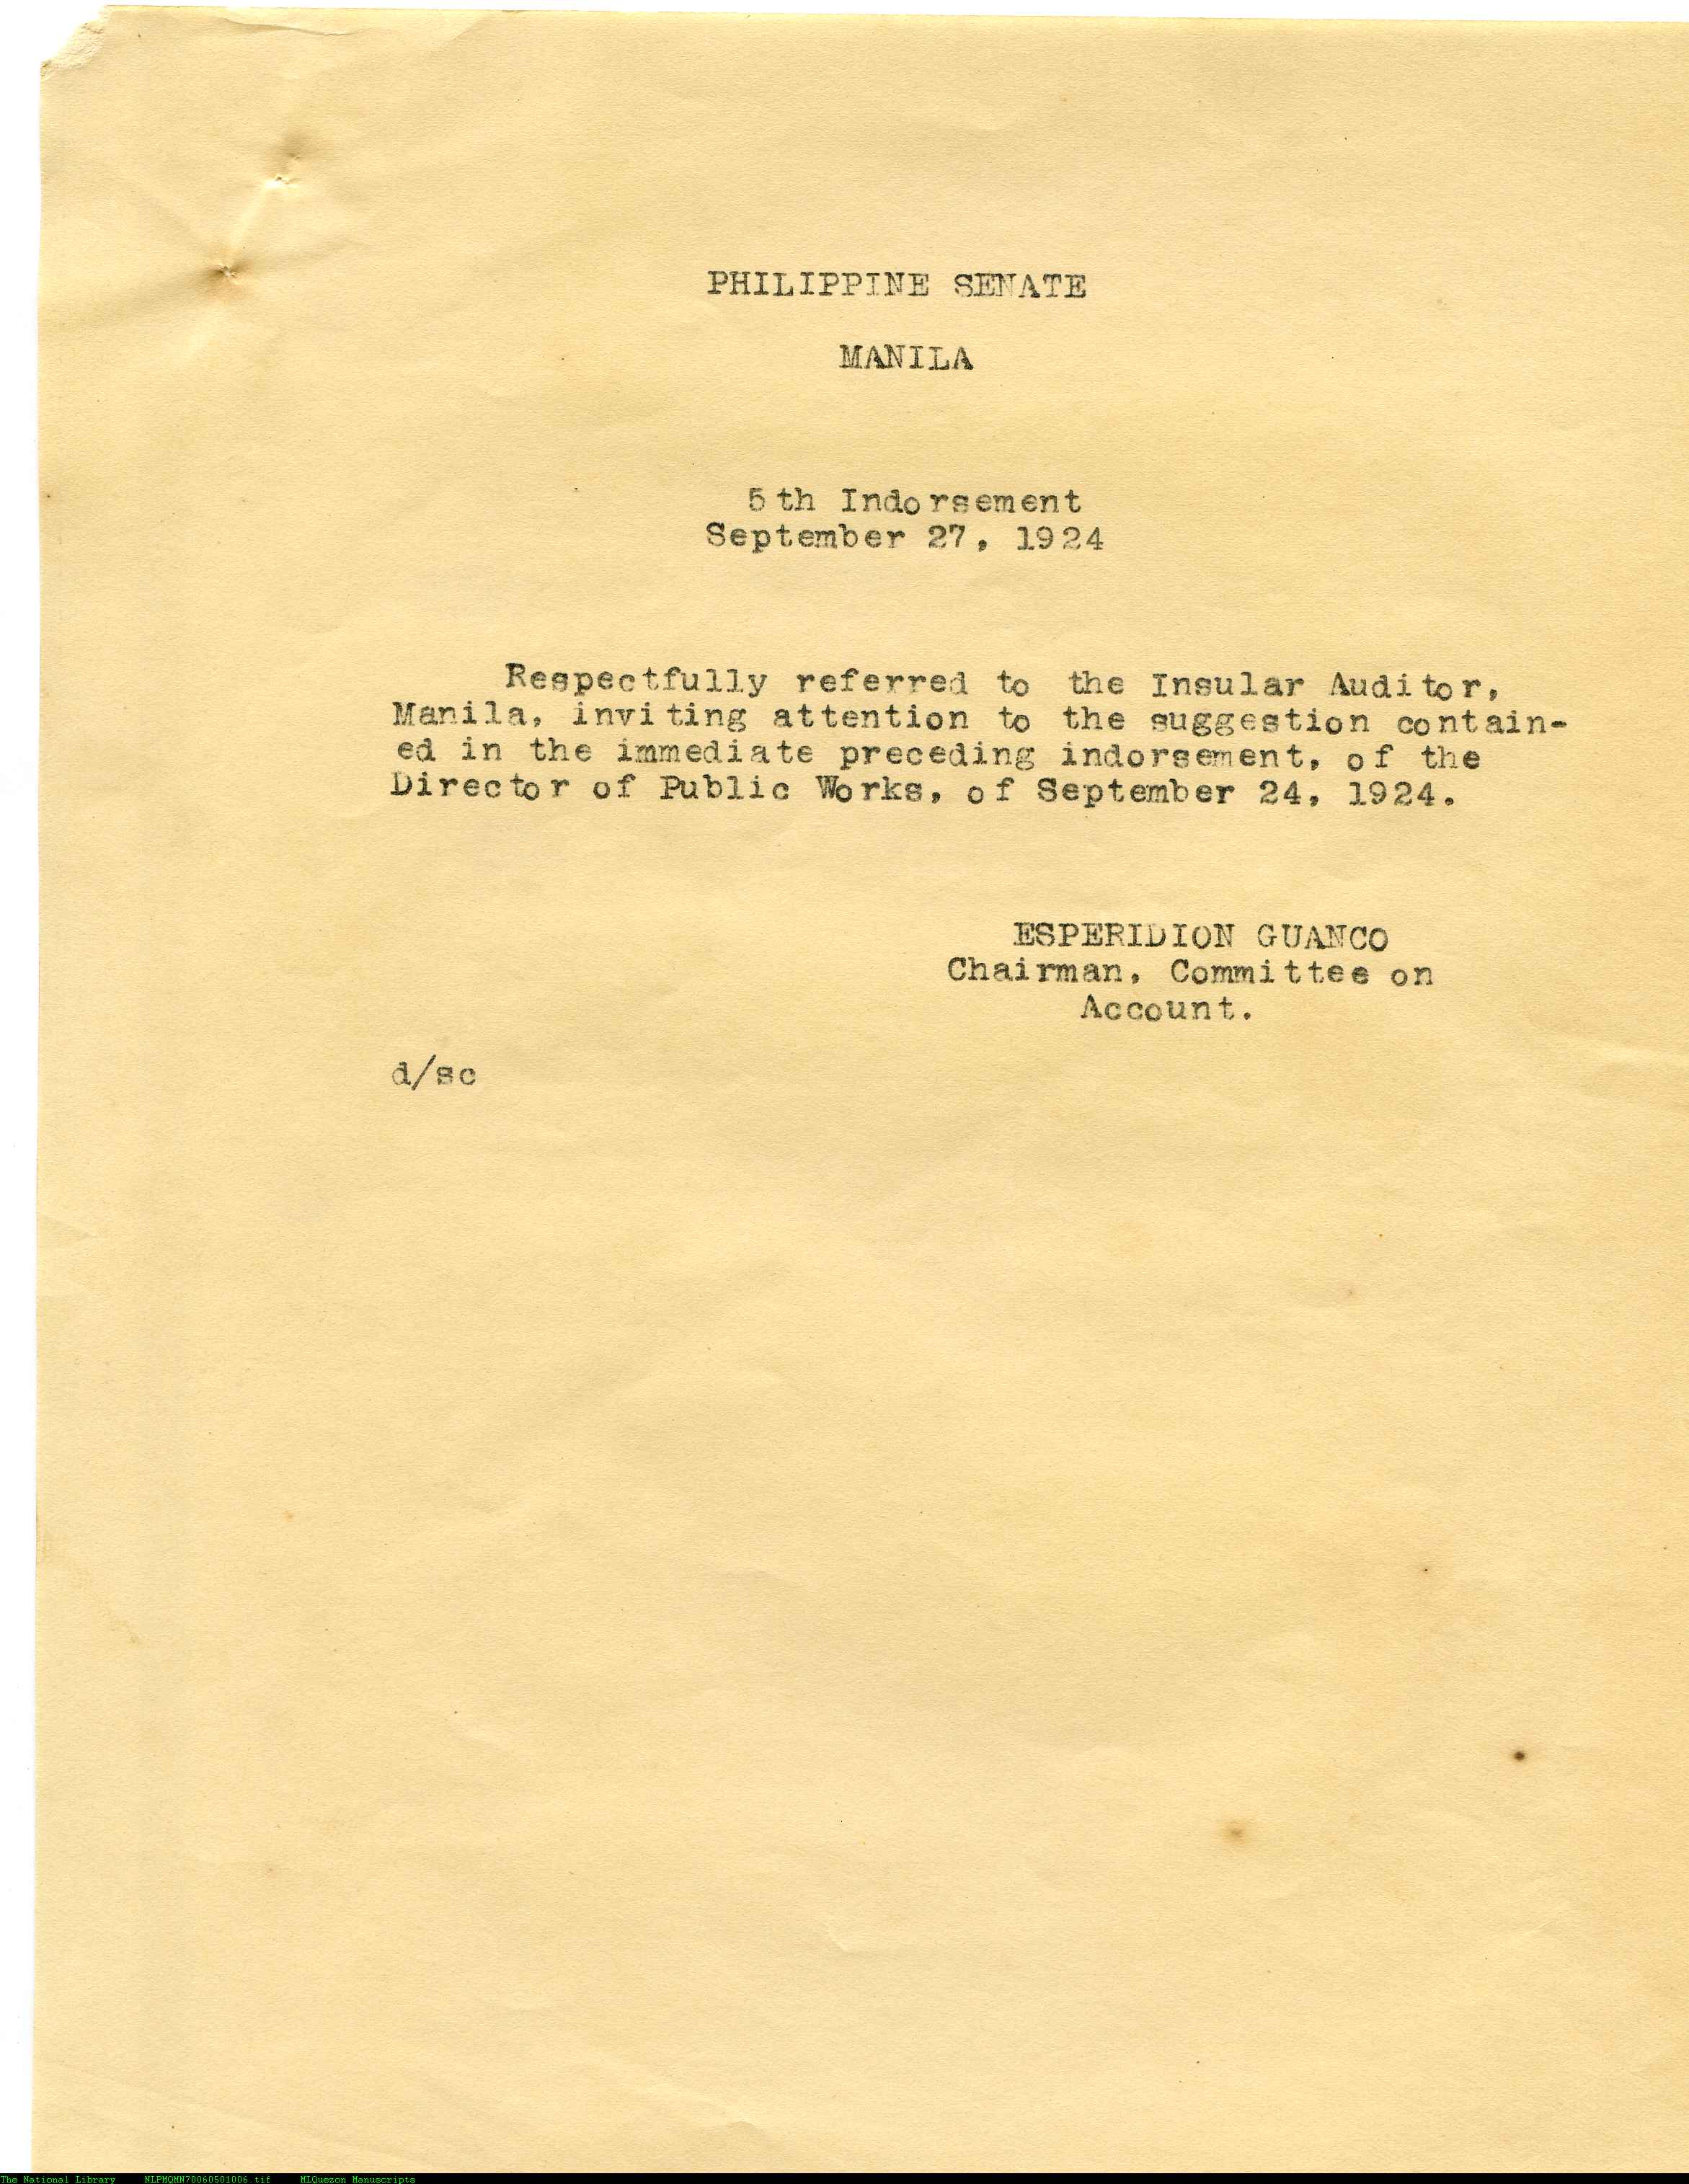 PHILIPPINE SENATE
MANILA
5th Indorsement
September 27, 1924
Respectfully referred to the Insular Auditor,
Manila, inviting attention to the suggestion contain-
ed in the immediate preceding indorsement, of the
Director of Public Works, of September 24, 1924.
ESPERIDION GUANCO
Chairman, Committee on
Account.
d/sc
The National Library NLPMQMN70060501006.tif MLQuezon Manuscripts